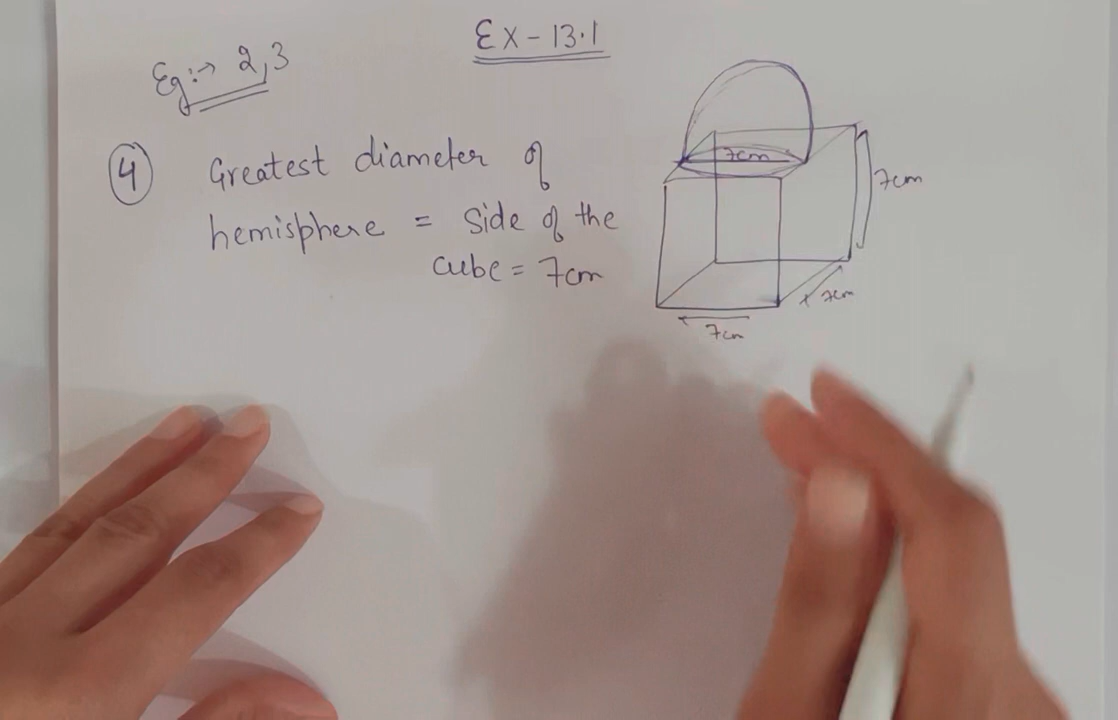 Ex - 13.1
Eg :→ 2,3
4 Greatest diameter of
hemisphere = side of the
cube = 7cm
7cm
7cm
7cm
7cm